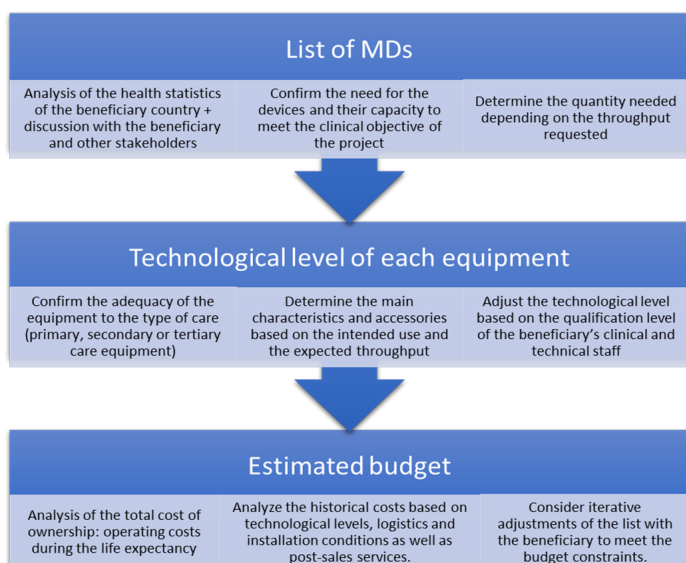 List of MDs
Analysis of the health statistics
of the beneficiary country +
discussion with the beneficiary
and other stakeholders
Confirm the need for the
devices and their capacity to
meet the clinical objective of
the project
Determine the quantity needed
depending on the throughput
requested
Technological level of each equipment
Confirm the adequacy of the
equipment to the type of care
(primary, secondary or tertiary
care equipment)
Determine the main
characteristics and accessories
based on the intended use and
the expected throughput
Adjust the technological level
based on the qualification level
of the beneficiary's clinical and
technical staff
Estimated budget
Analysis of the total cost of
ownership: operating costs
during the life expectancy
Analyze the historical costs based on
technological levels, logistics and
installation conditions as well as
post-sales services.
Consider iterative
adjustments of the list with
the beneficiary to meet the
budget constraints.